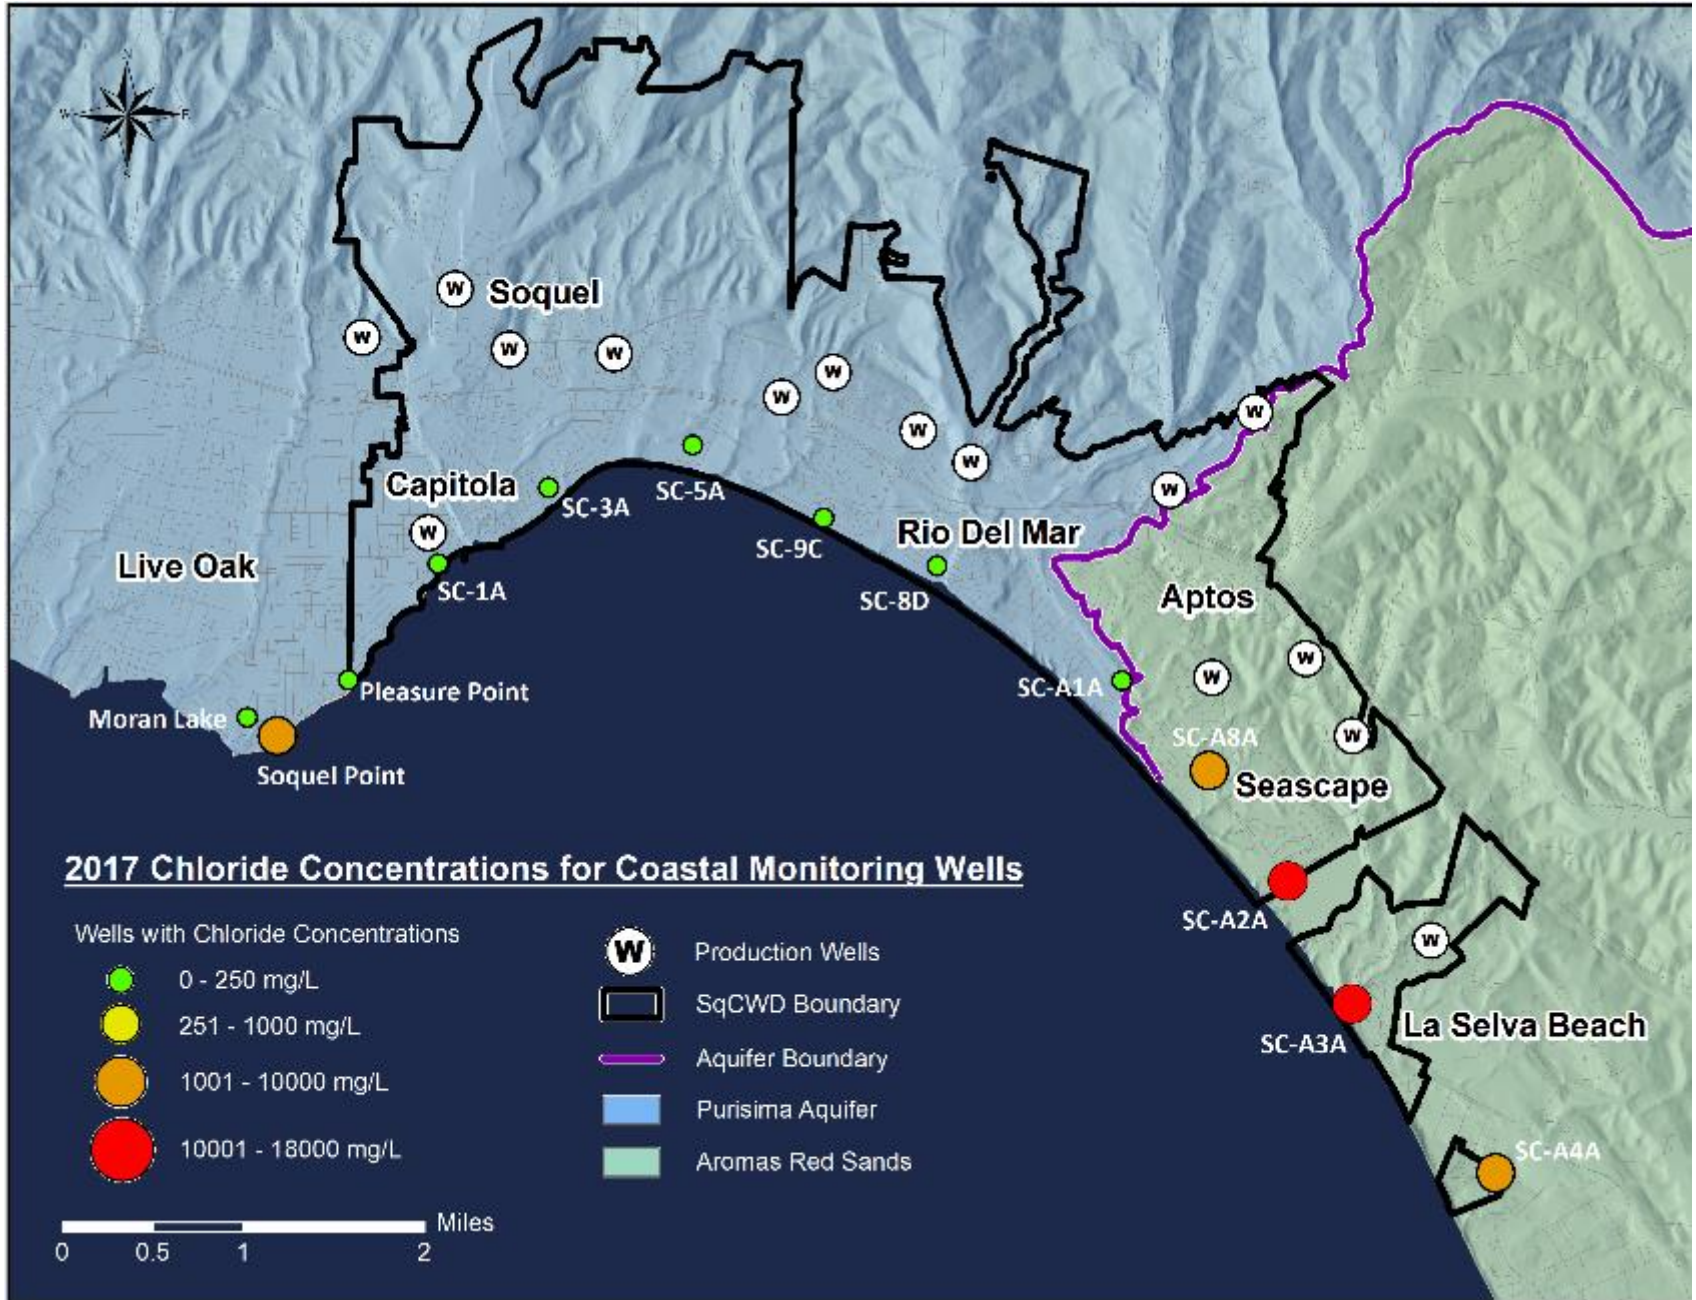 N
W
E
S
W
Soquel
W
W
W
W
W
W
W
W
W
Capitola
SC-3A
SC-5A
W
SC-9C
Rio Del Mar
Live Oak
W
SC-1A
SC-8D
Aptos
W
W
Pleasure Point
SC-A1A
Moran Lake
SC-A8A
W
Soquel Point
Seascape
2017 Chloride Concentrations for Coastal Monitoring Wells
Wells with Chloride Concentrations
0 - 250 mg/L
251 - 1000 mg/L
1001 - 10000 mg/L
10001 - 18000 mg/L
W
Production Wells
SqCWD Boundary
Aquifer Boundary
Purisima Aquifer
Aromas Red Sands
SC-A2A
W
SC-A3A
La Selva Beach
SC-A4A
Miles
0 0.5 1 2